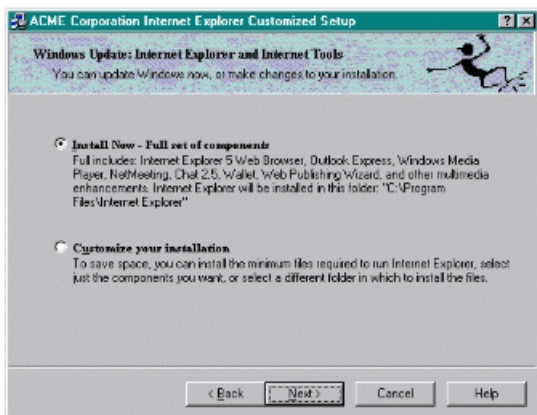 ACME Corporation Internet Explorer Customized Setup
Windows Update: Internet Explorer and Internet Tools
You can update Windows now, or make changes to your installation.
Install Now - Full set of components
Full includes: Internet Explorer 5 Web Browser, Outlook Express, Windows Media
Player, NetMeeting, Chat 2.5, Wallet, Web Publishing Wizard, and other multimedia
enhancements. Internet Explorer will be installed in this folder: "C:\Program
Files\Internet Explorer"
Customize your installation
To save space, you can install the minimum files required to run Internet Explorer, select
just the components you want, or select a different folder in which to install the files.
< Back Next > Cancel Help